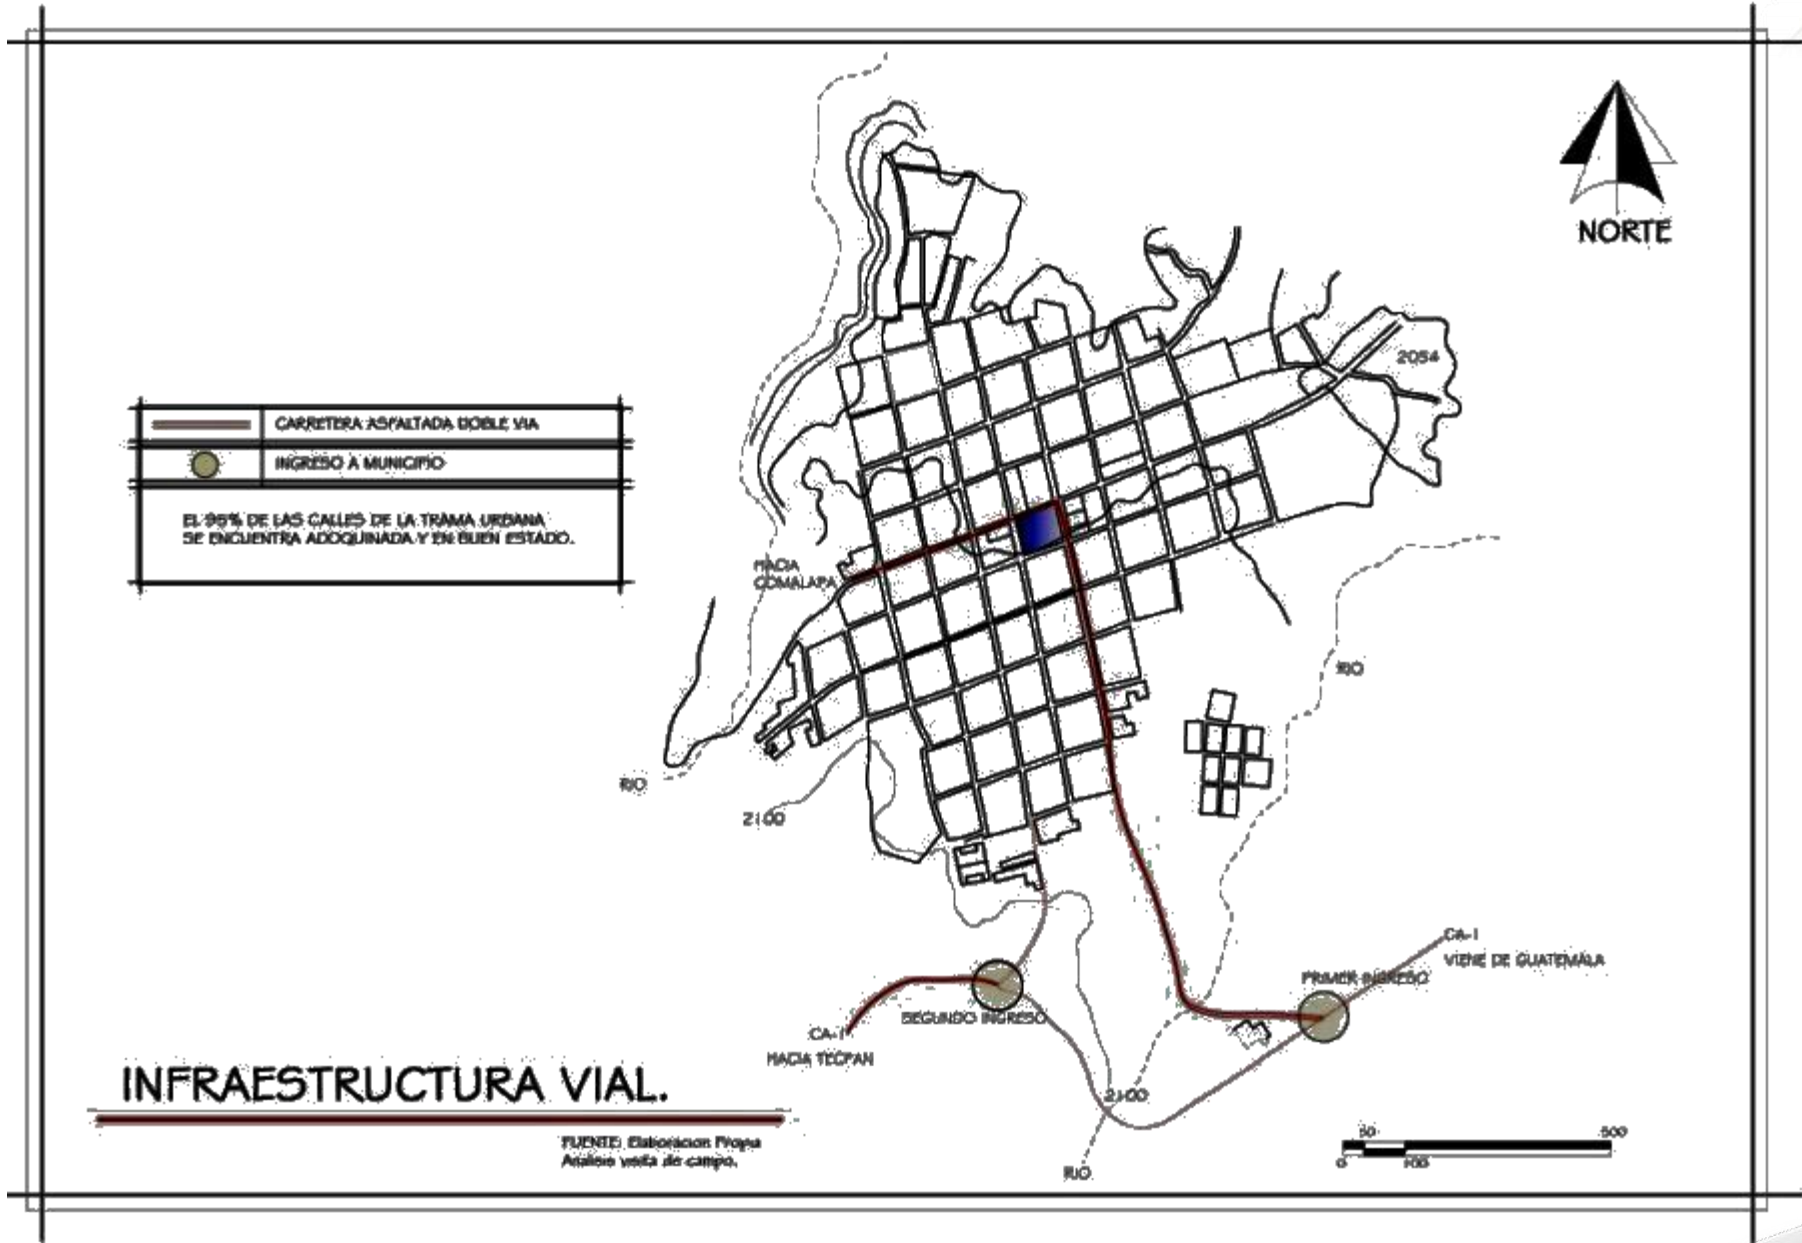 NORTE
2054
CARRETERA ASFALTADA DOBLE VIA
INGRESO A MUNICIPIO
EL 95% DE LAS CALLES DE LA TRAMA URBANA
SE ENCUENTRA ADOQUINADA Y EN BUEN ESTADO.
HACIA
COMALAPA
RIO
RIO
2100
CA-1
VIENE DE GUATEMALA
PRIMER INGRESO
SEGUNDO INGRESO
CA-1
HACIA TECPAN
2100
RIO
INFRAESTRUCTURA VIAL.
FUENTE: Elaboracion Propia
Analisis visita de campo.
50
500
0
100